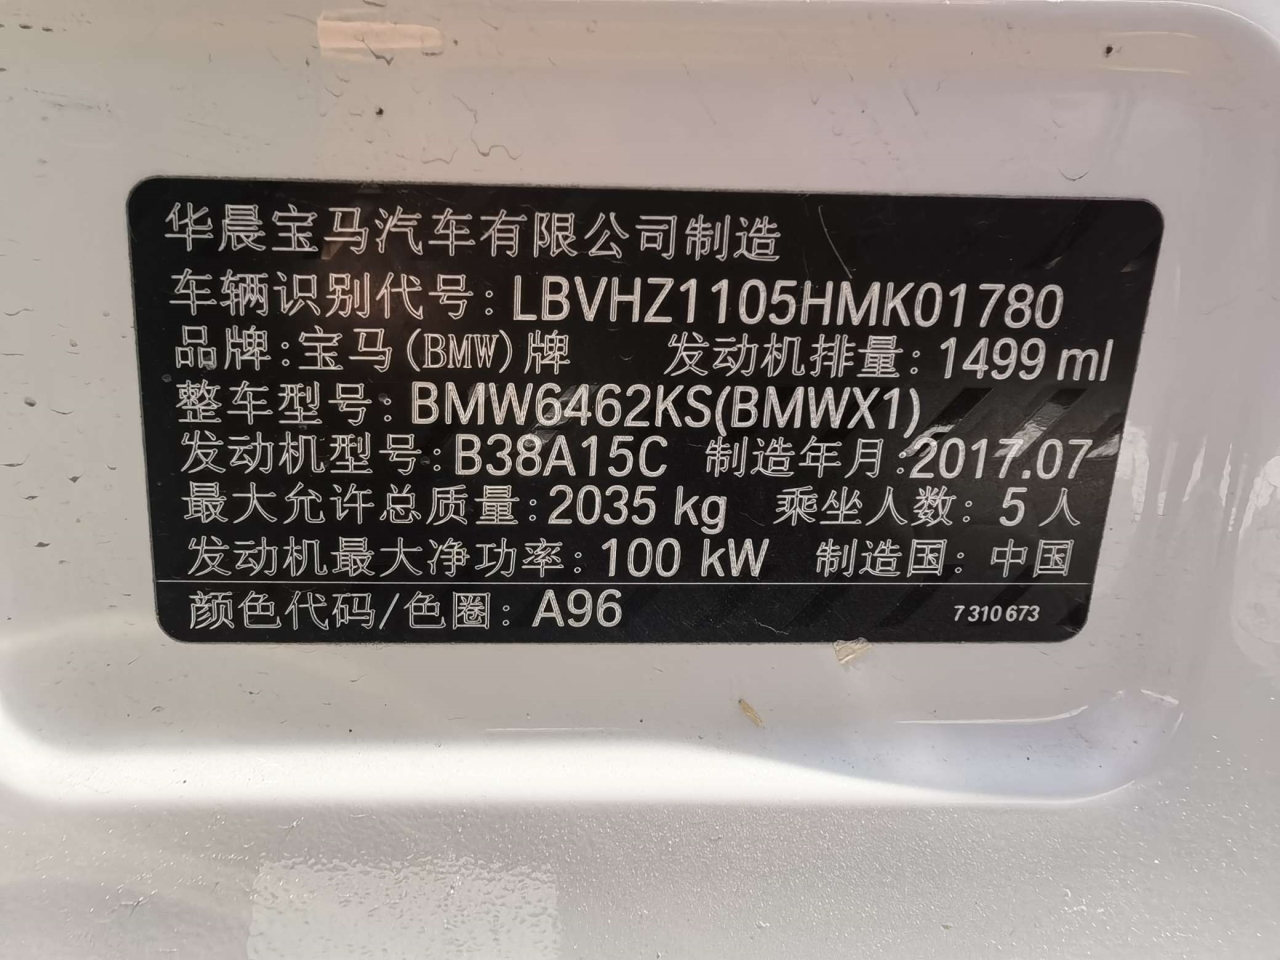 华晨宝马汽车有限公司制造
车辆识别代号: LBVHZ1105HMK01780
品牌:宝马(BMW)牌 发动机排量: 1499 ml
整车型号: BMW6462KS(BMWX1)
发动机型号: B38A15C 制造年月:2017.07
最大允许总质量:2035 kg 乘坐人数: 5 人
发动机最大净功率: 100 kW 制造国: 中国
颜色代码/色圈: A96 7 310 673